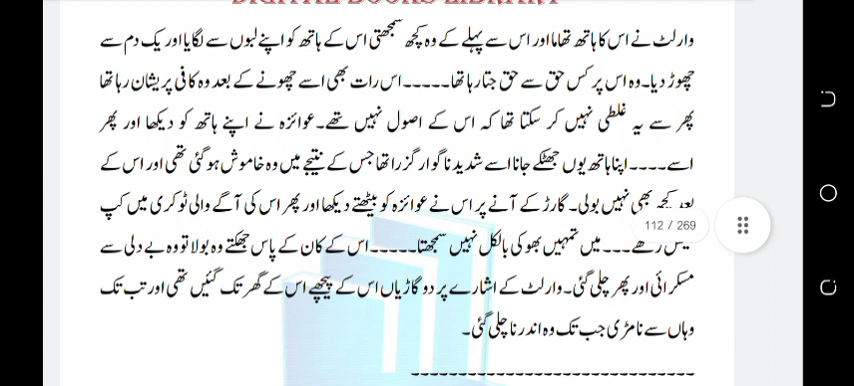 DIGITAL BOOKS LIBRARY
وارلٹ نے اس کا ہاتھ تھاما اور اس سے پہلے کے وہ کچھ سمجھتی اس کے ہاتھ کو اپنے لبوں سے لگایا اور یک دم سے
چھوڑ دیا۔ وہ اس پر کس حق سے حق جتا رہا تھا۔۔۔۔۔ اس رات بھی اسے چھونے کے بعد وہ کافی پریشان رہا تھا
پھر سے یہ غلطی نہیں کر سکتا تھا کہ اس کے اصول نہیں تھے۔ عوائزہ نے اپنے ہاتھ کو دیکھا اور پھر
اسے۔۔۔۔ اپنا ہاتھ یوں جھٹکے جانا اسے شدید ناگوار گزرا تھا جس کے نتیجے میں وہ خاموش ہو گئی تھی اور اس کے
بعد کچھ بھی نہیں بولی۔ گارڑ کے آنے پر اس نے عوائزہ کو بیٹھتے دیکھا اور پھر اس کی آگے والی ٹوکری میں کپ
112 / 269
رکھے۔۔۔ میں تمہیں بھوکی بالکل نہیں سمجھتا۔۔۔۔۔ اس کے کان کے پاس جھکتے وہ بولا تو وہ بے دلی سے
مسکرائی اور پھر چلی گئی۔ وارلٹ کے اشارے پر دو گاڑیاں اس کے پیچھے اس کے گھر تک گئیں تھی اور تب تک
وہاں سے نا مڑی جب تک وہ اندر نا چلی گئی۔
------------------------------